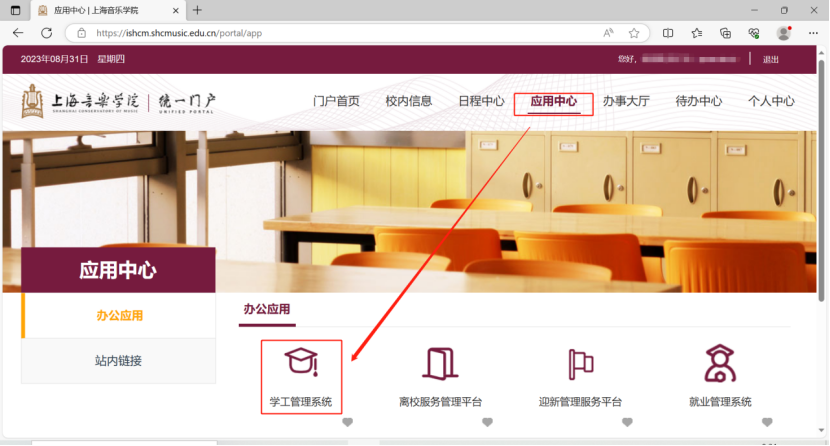 应用中心 | 上海音乐学院
https://ishcm.shcmusic.edu.cn/portal/app
2023年08月31日 星期四
您好，
退出
上海音乐学院
SHANGHAI CONSERVATORY OF MUSIC
统一门户
UNIFIED PORTAL
门户首页 校内信息 日程中心 应用中心 办事大厅 待办中心 个人中心
应用中心
办公应用
站内链接
办公应用
学工管理系统 离校服务管理平台 迎新管理服务平台 就业管理系统